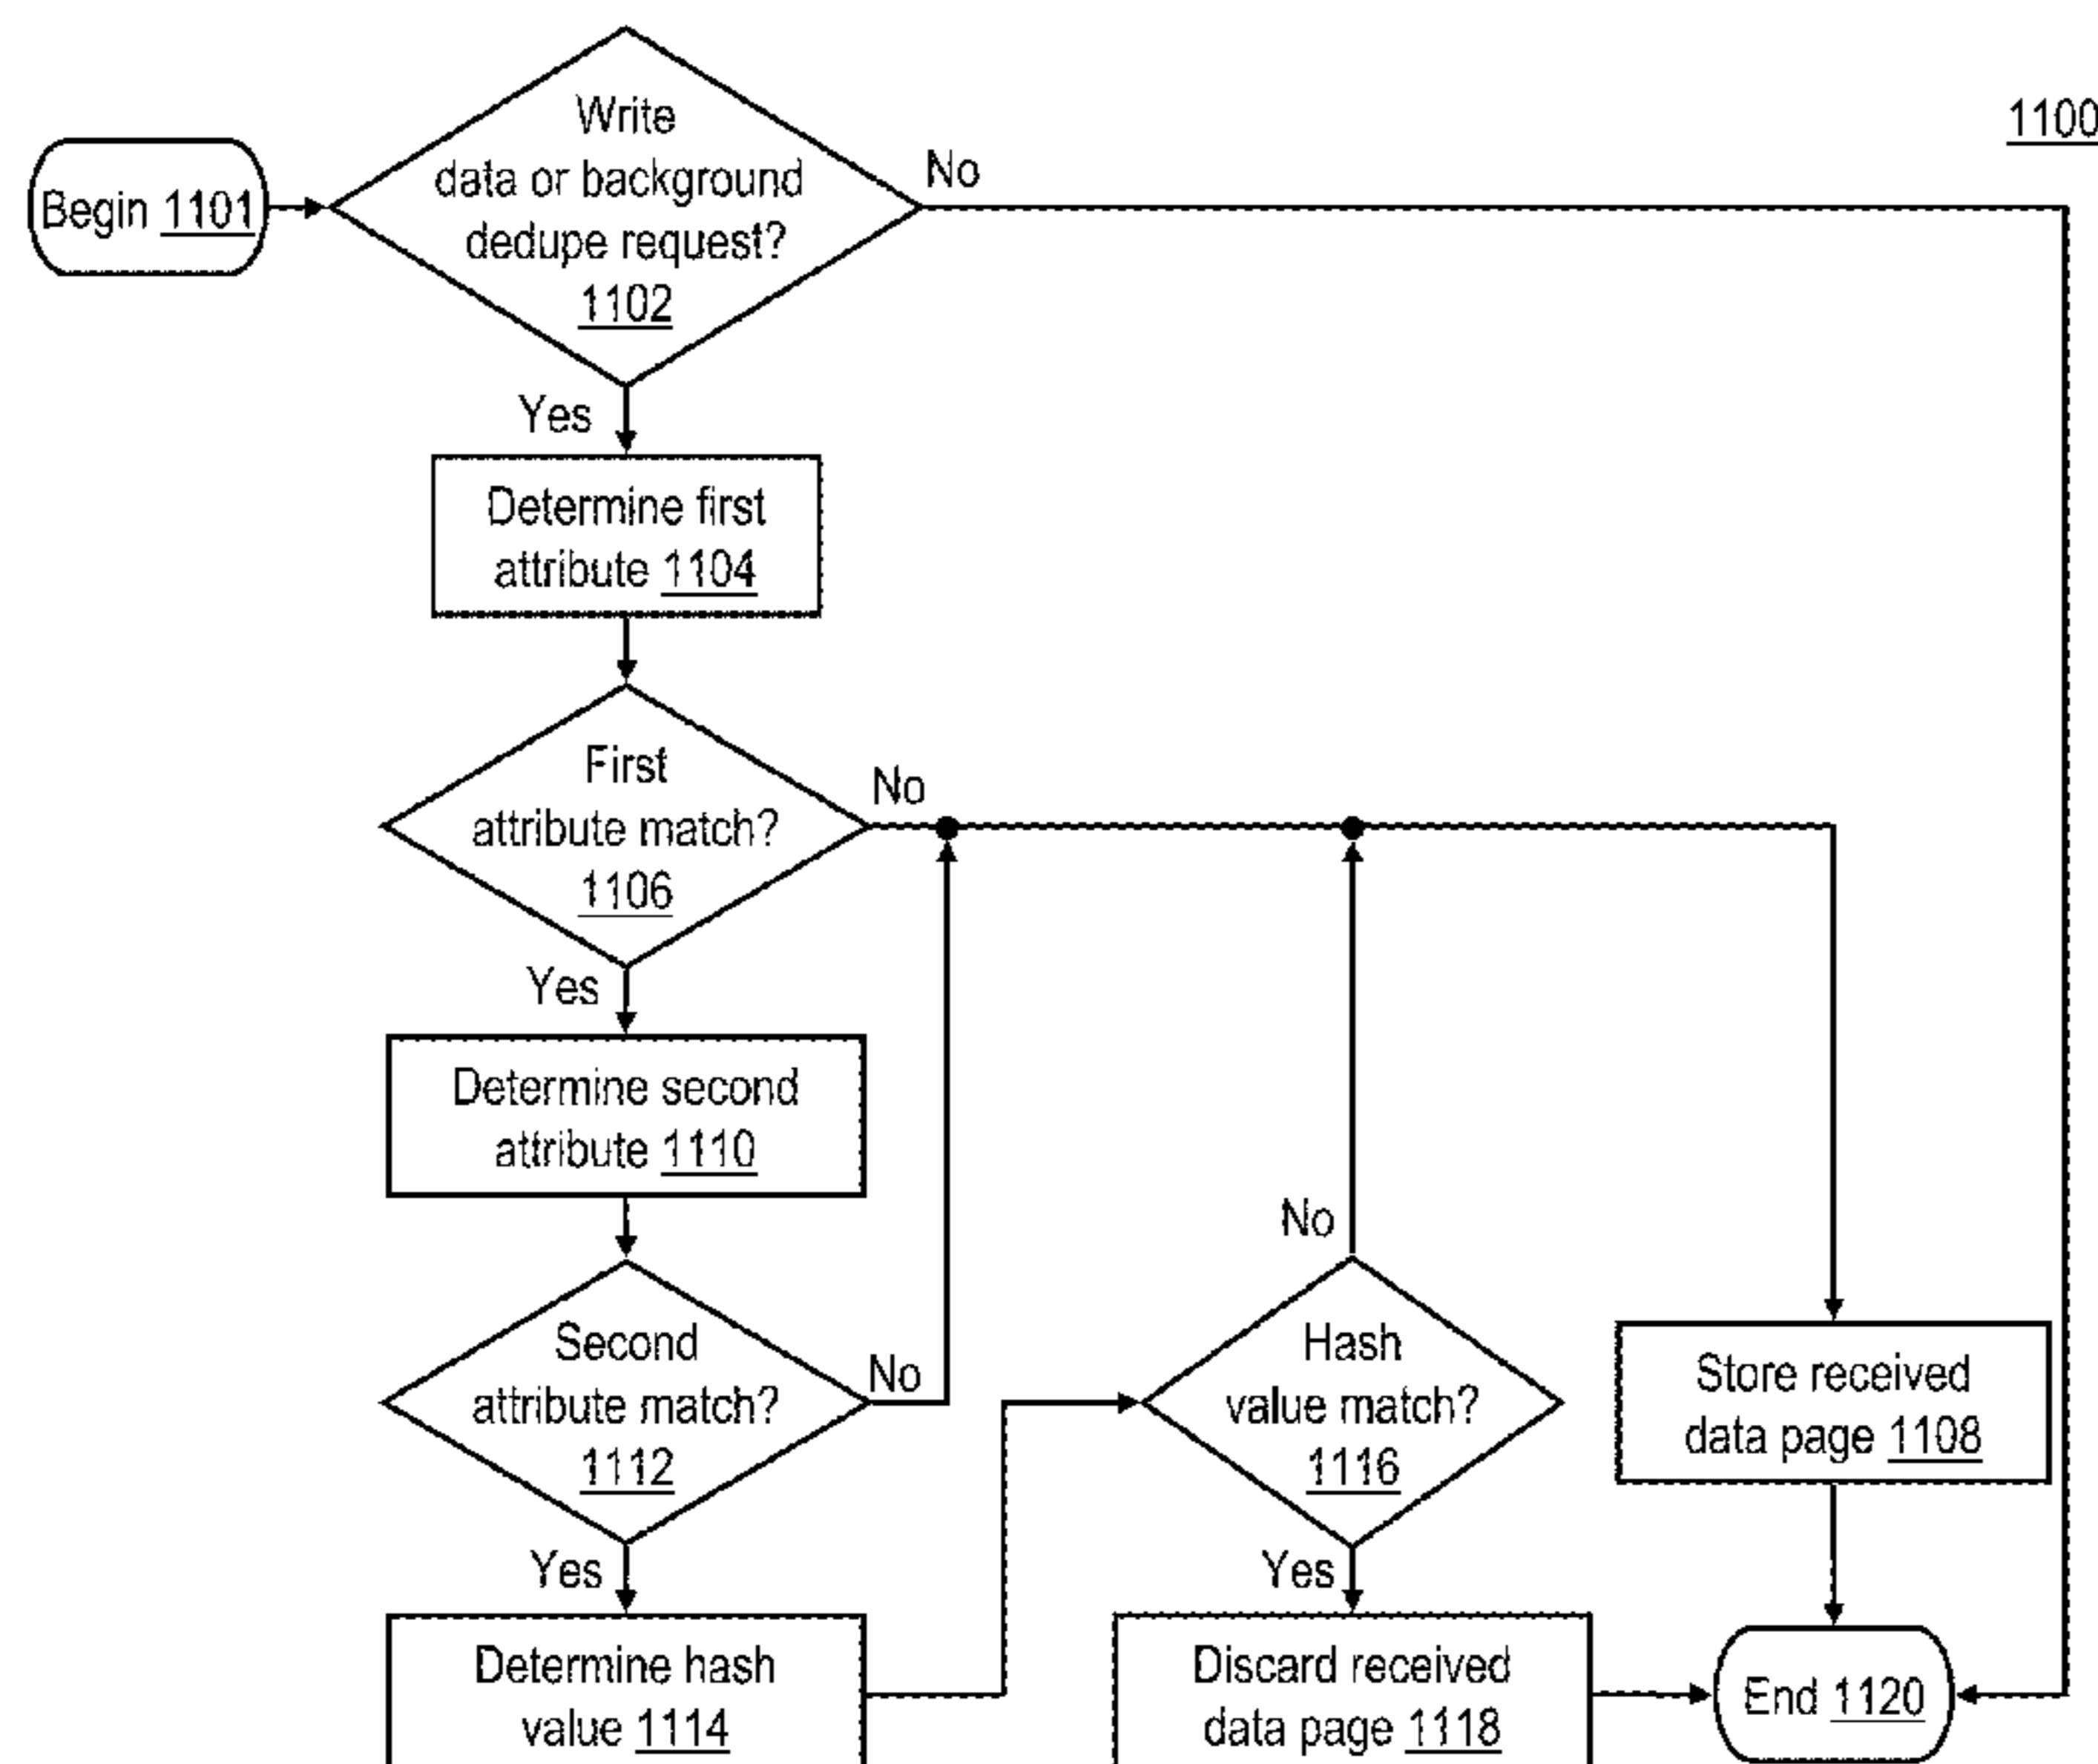 1100
Begin 1101
Write
data or background
dedupe request?
1102
No
Yes
Determine first
attribute 1104
First
attribute match?
1106
No
Yes
Determine second
attribute 1110
Second
attribute match?
1112
No
Yes
Determine hash
value 1114
Hash
value match?
1116
No
Yes
Discard received
data page 1118
Store received
data page 1108
End 1120